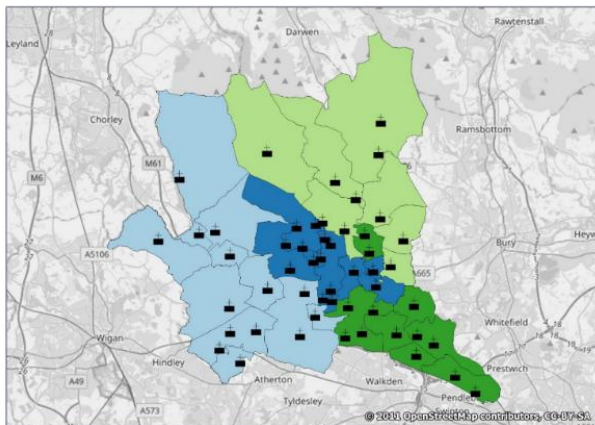 Rawtenstall
Darwen
Leyland
Chorley
Ramsbottom
M61
M6
Bury
Heyw
A5106
A665
Whitefield
Wigan
Hindley
Prestwich
Walkden
Atherton
A49
Pendleb
Tyldesley
Swinton
A573
© 2011 OpenStreetMap contributors, CC-BY-SA